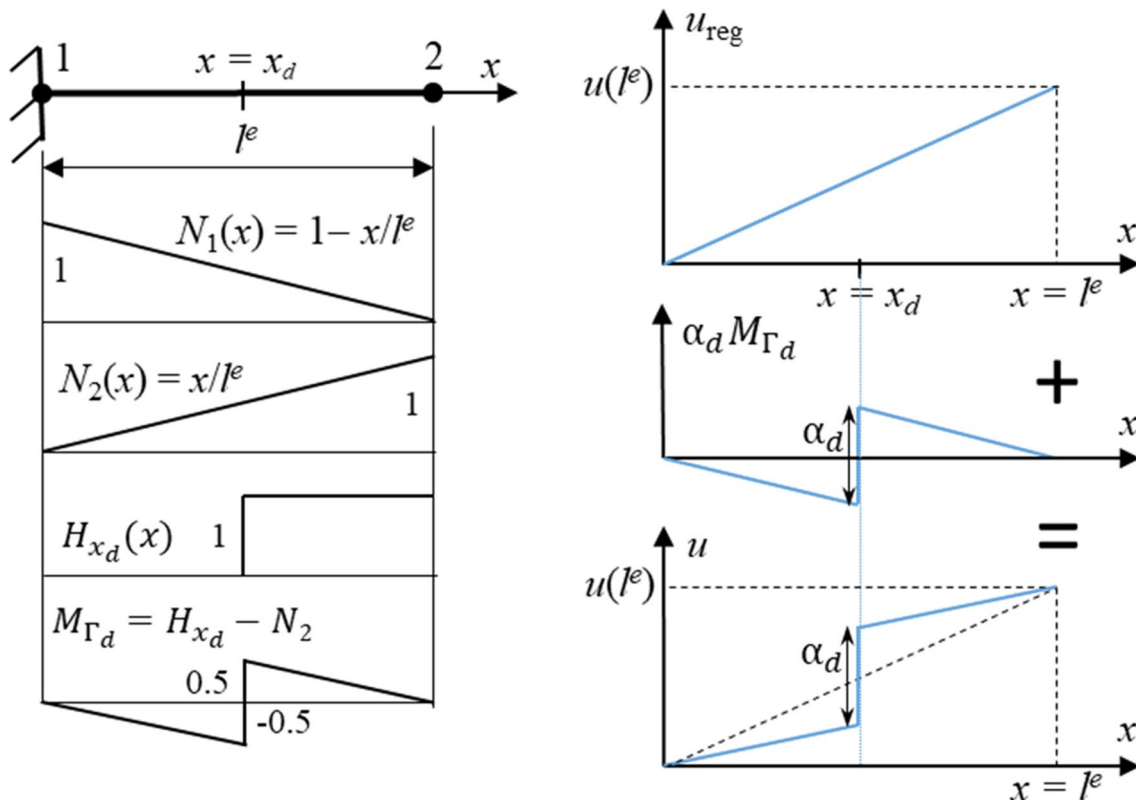 1
x = x_d
2
x
l^e
N_1(x) = 1– x/l^e
1
N_2(x) = x/l^e
1
H_{x_d}(x)
1
M_{Γ_d} = H_{x_d} − N_2
0.5
-0.5
u_reg
u(l^e)
x
x = x_d
x = l^e
α_d M_{Γ_d}
+
α_d
x
=
u
u(l^e)
α_d
x
x = l^e